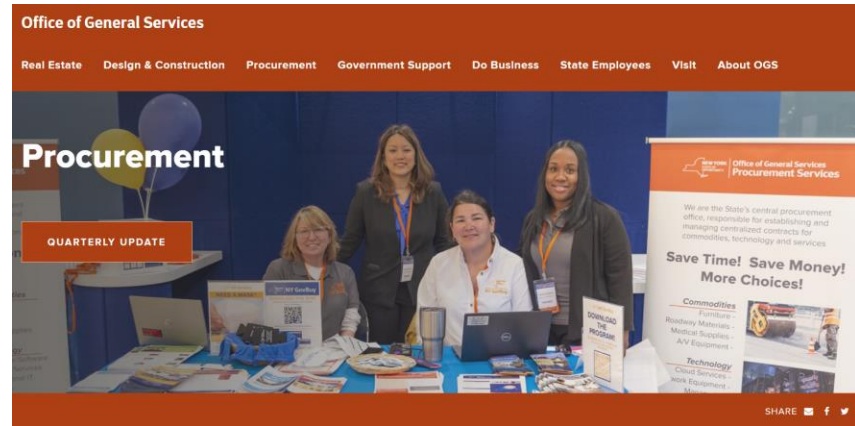 Office of General Services
Real Estate Design & Construction Procurement Government Support Do Business State Employees Visit About OGS
Procurement
QUARTERLY UPDATE
NEW YORK
Office of General Services
Procurement Services
We are the State's central procurement
office, responsible for establishing and
managing centralized contracts for
commodities, technology and services
Save Time! Save Money!
More Choices!
Commodities
Furniture -
Roadway Materials -
Medical Supplies -
A/V Equipment -
Technology
Cloud Services -
Equipment -
NY GovBuy
DOWNLOAD
THE
PROGRAM!
SHARE